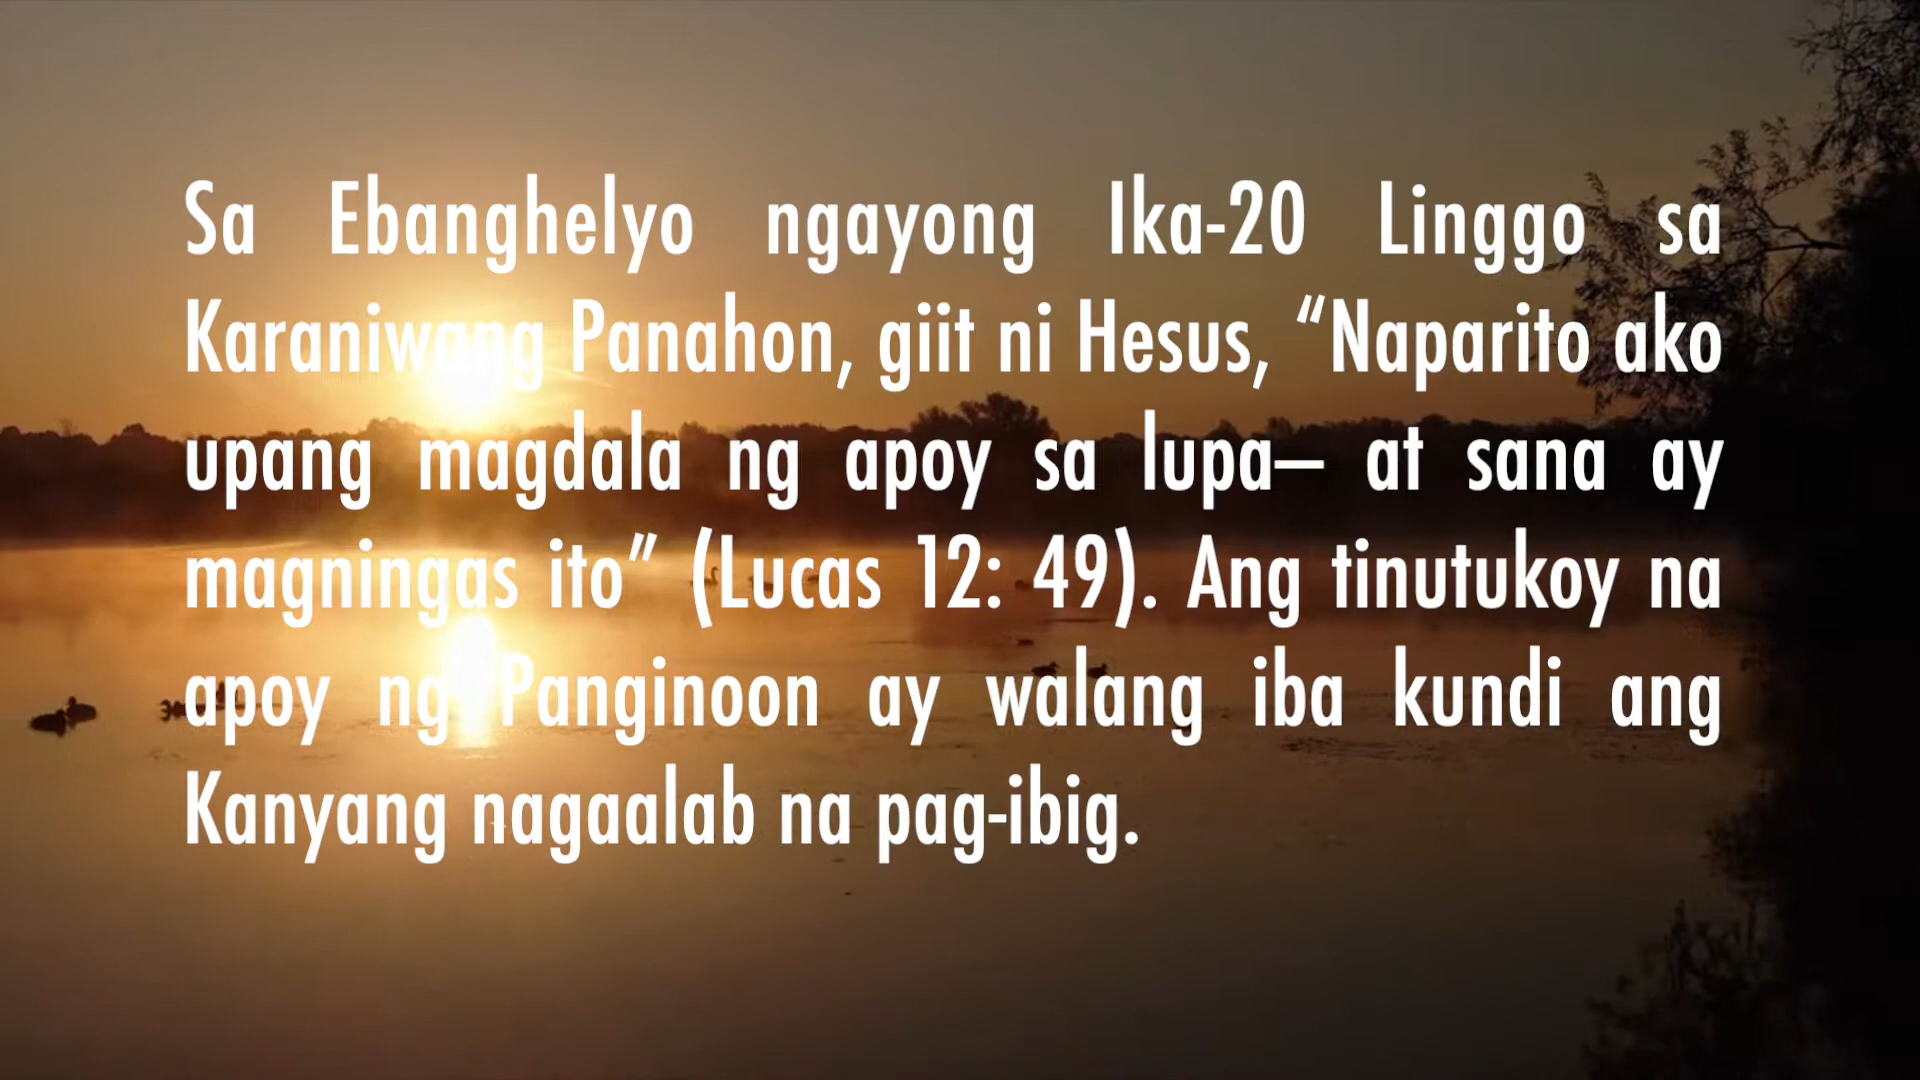 Sa Ebanghelyo ngayong Ika-20 Linggo sa
Karaniwang Panahon, giit ni Hesus, “Naparito ako
upang magdala ng apoy sa lupa– at sana ay
magningas ito” (Lucas 12: 49). Ang tinutukoy na
apoy ng Panginoon ay walang iba kundi ang
Kanyang nagaalab na pag-ibig.